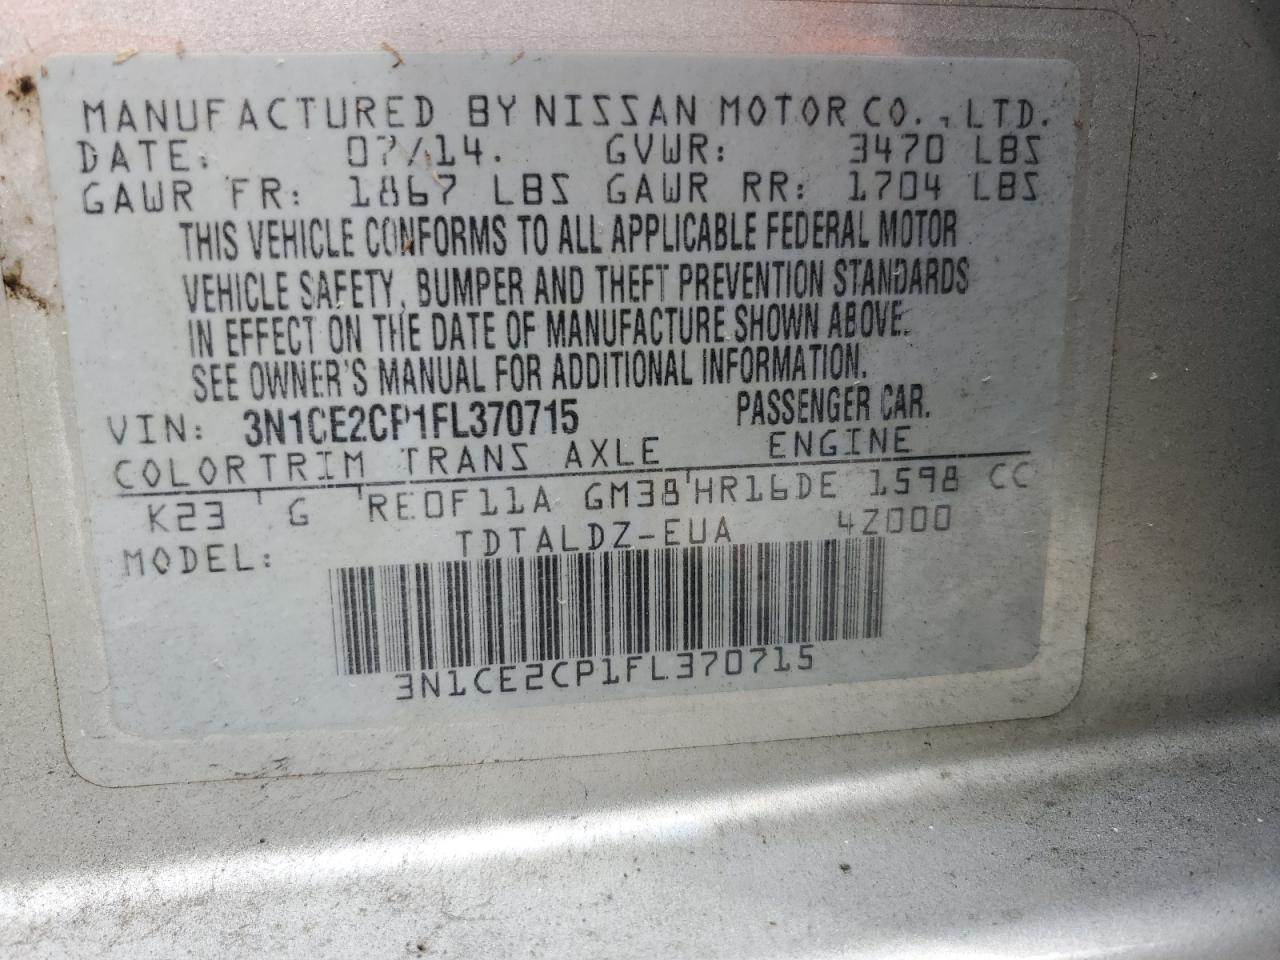 MANUFACTURED BY NISSAN MOTOR CO., LTD.
DATE: 07/14. GVWR: 3470 LBS
GAWR FR: 1867 LBS GAWR RR: 1704 LBS
THIS VEHICLE CONFORMS TO ALL APPLICABLE FEDERAL MOTOR
VEHICLE SAFETY, BUMPER AND THEFT PREVENTION STANDARDS
IN EFFECT ON THE DATE OF MANUFACTURE SHOWN ABOVE.
SEE OWNER'S MANUAL FOR ADDITIONAL INFORMATION.
VIN: 3N1CE2CP1FL370715 PASSENGER CAR.
COLOR TRIM TRANS AXLE ENGINE
K23 G RE0F11A GM38 HR16DE 1598 CC
MODEL: TDTALDZ-EUA 4Z000
3N1CE2CP1FL370715